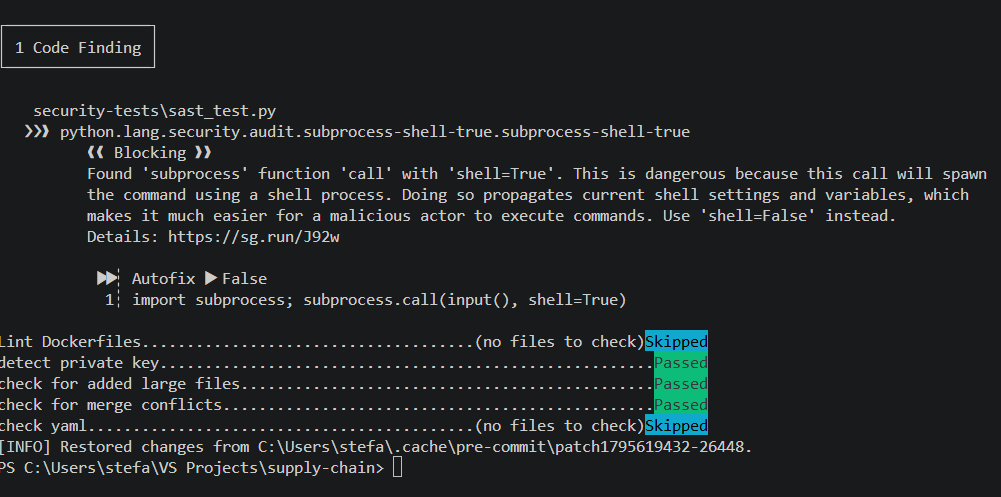 1 Code Finding
security-tests\sast_test.py
❯❯❱ python.lang.security.audit.subprocess-shell-true.subprocess-shell-true
❰❰ Blocking ❱❱
Found 'subprocess' function 'call' with 'shell=True'. This is dangerous because this call will spawn
the command using a shell process. Doing so propagates current shell settings and variables, which
makes it much easier for a malicious actor to execute commands. Use 'shell=False' instead.
Details: https://sg.run/J92w
▶▶┆ Autofix ▶ False
1┆ import subprocess; subprocess.call(input(), shell=True)
Lint Dockerfiles.....................................(no files to check)Skipped
detect private key.......................................................Passed
check for added large files..............................................Passed
check for merge conflicts................................................Passed
check yaml...........................................(no files to check)Skipped
[INFO] Restored changes from C:\Users\stefa\.cache\pre-commit\patch1795619432-26448.
PS C:\Users\stefa\VS Projects\supply-chain>